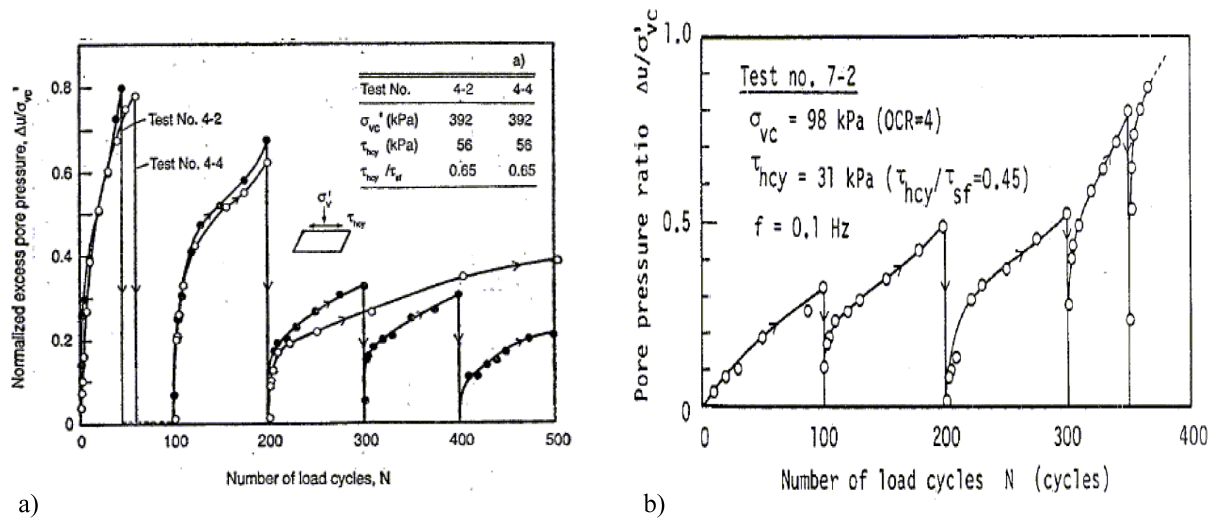 a)
Test No. 4-2 4-4
σvc' (kPa) 392 392
τhcy (kPa) 56 56
τhcy /τsf 0.65 0.65
Normalized excess pore pressure, Δu/σvc'
0.8
0.6
0.4
0.2
0
Test No. 4-2
Test No. 4-4
σv'
τhcy
0 100 200 300 400 500
Number of load cycles, N
a)
Pore pressure ratio Δu/σ'vc
1.0
0.5
0
Test no. 7-2
σvc = 98 kPa (OCR=4)
τhcy = 31 kPa (τhcy/τsf=0.45)
f = 0.1 Hz
0 100 200 300 400
Number of load cycles N (cycles)
b)